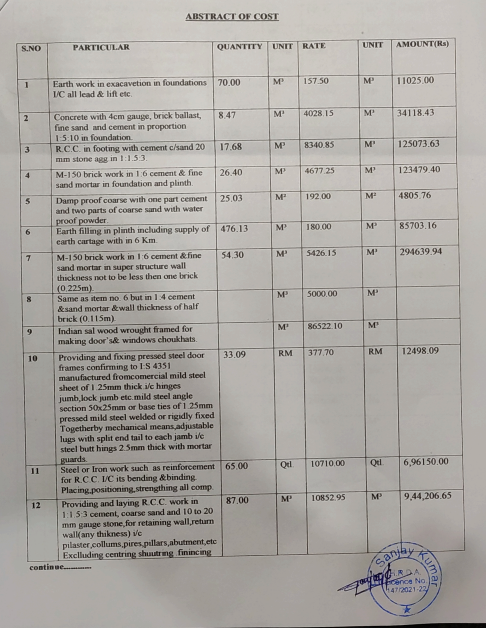 ABSTRACT OF COST
S.NO PARTICULAR QUANTITY UNIT RATE UNIT AMOUNT(Rs)
1 Earth work in exacavetion in foundations 70.00 M³ 157.50 M³ 11025.00
I/C all lead & lift etc.
2 Concrete with 4cm gauge, brick ballast, 8.47 M³ 4028.15 M³ 34118.43
fine sand and cement in proportion
1:5:10 in foundation.
3 R.C.C. in footing with cement c/sand 20 17.68 M³ 8340.85 M³ 125073.63
mm stone agg in 1:1.5:3.
4 M-150 brick work in 1:6 cement & fine 26.40 M³ 4677.25 M³ 123479.40
sand mortar in foundation and plinth.
5 Damp proof coarse with one part cement 25.03 M² 192.00 M² 4805.76
and two parts of coarse sand with water
proof powder.
6 Earth filling in plinth including supply of 476.13 M³ 180.00 M³ 85703.16
earth cartage with in 6 Km.
7 M-150 brick work in 1:6 cement &fine 54.30 M³ 5426.15 M³ 294639.94
sand mortar in super structure wall
thickness not to be less then one brick
(0.225m).
8 Same as item no. 6 but in 1:4 cement M³ 5000.00 M³
&sand mortar &wall thickness of half
brick (0.115m).
9 Indian sal wood wrought framed for M³ 86522.10 M³
making door's& windows choukhats.
10 Providing and fixing pressed steel door 33.09 RM 377.70 RM 12498.09
frames confirming to I.S 4351
manufactured fromcomercial mild steel
sheet of 1.25mm thick i/c hinges
jumb,lock jumb etc.mild steel angle
section 50x25mm or base ties of 1.25mm
pressed mild steel welded or rigidly fixed
Togetherby mechanical means,adjustable
lugs with split end tail to each jamb i/c
steel butt hings 2.5mm thick with mortar
guards.
11 Steel or Iron work such as reinforcement 65.00 Qtl 10710.00 Qtl. 6,96150.00
for R.C.C. I/C its bending &binding.
Placing,positioning,strengthing all comp.
12 Providing and laying R.C.C. work in 87.00 M³ 10852.95 M³ 9,44,206.65
1:1.5:3 cement, coarse sand and 10 to 20
mm gauge stone,for retaining wall,return
wall(any thikness) i/c
pilaster,collums,pires,pillars,abutment,etc
Exclluding centring shuutring finincing
continue............
Sanjay Kumar
Licence No.
147/2021-22